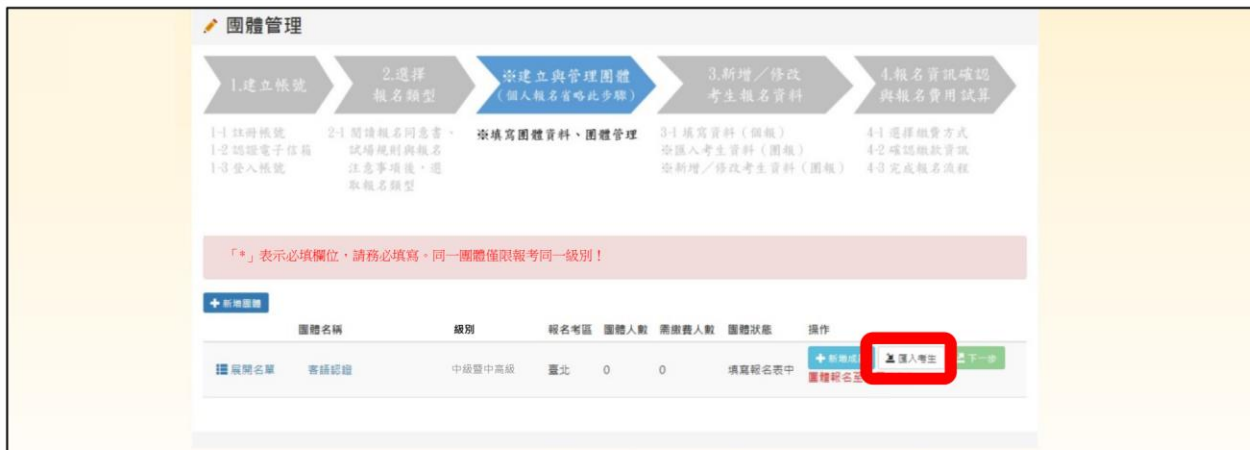 團體管理
1.建立帳號
2.選擇
報名類型
※建立與管理團體
(個人報名省略此步驟)
3.新增／修改
考生報名資料
4.報名資訊確認
與報名費用試算
1-1 註冊帳號
1-2 認證電子信箱
1-3 登入帳號
2-1 閱讀報名同意書、
試場規則與報名
注意事項後、選
取報名類型
※填寫團體資料、團體管理
3-1 填寫資料（個報）
※匯入考生資料（團報）
※新增／修改考生資料（團報）
4-1 選擇繳費方式
4-2 確認繳款資訊
4-3 完成報名流程
「*」表示必填欄位，請務必填寫。同一團體僅限報考同一級別！
新增團體
團體名稱 級別 報名考區 團體人數 需繳費人數 團體狀態 操作
展開名單 客語認證 中級暨中高級 臺北 0 0 填寫報名表中 新增成 匯入考生 下一步
團體報名至